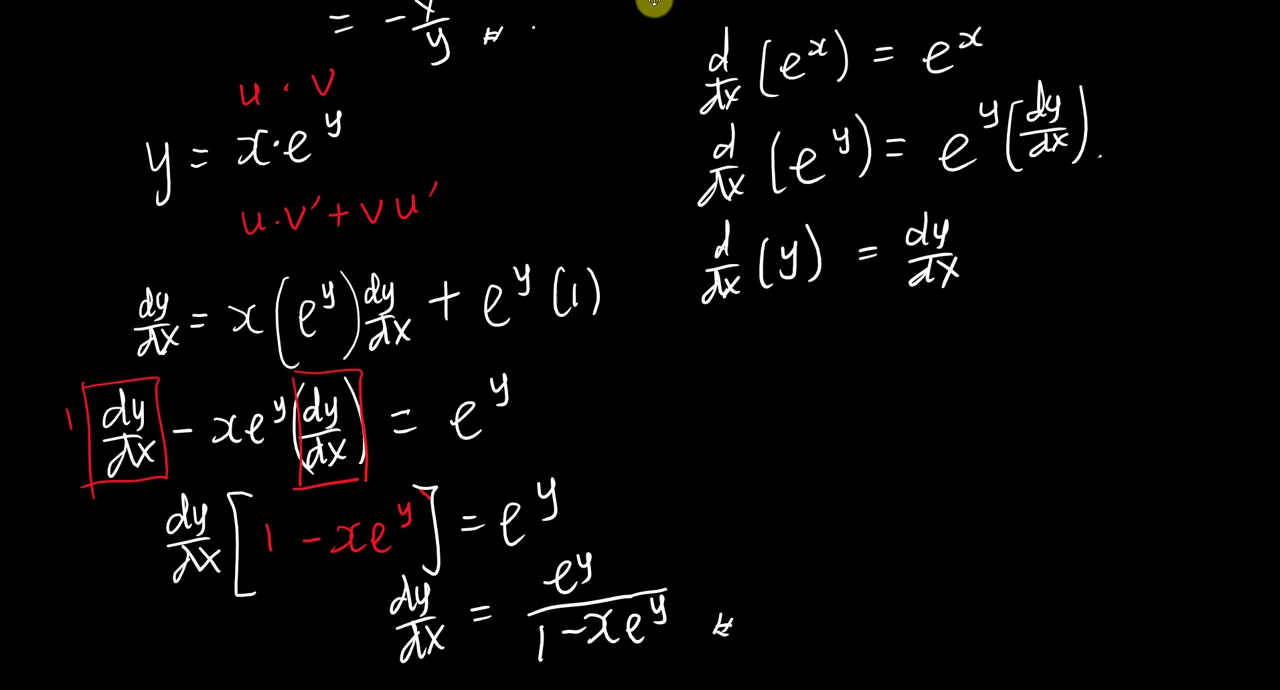 = - x/y #.
u · v
y = x·e^y
u·v' + vu'
dy/dx = x(e^y) dy/dx + e^y (1)
1 dy/dx - xe^y (dy/dx) = e^y
dy/dx [1 - xe^y] = e^y
dy/dx = e^y/(1-xe^y) #
d/dx (e^x) = e^x
d/dx (e^y) = e^y (dy/dx).
d/dx (y) = dy/dx